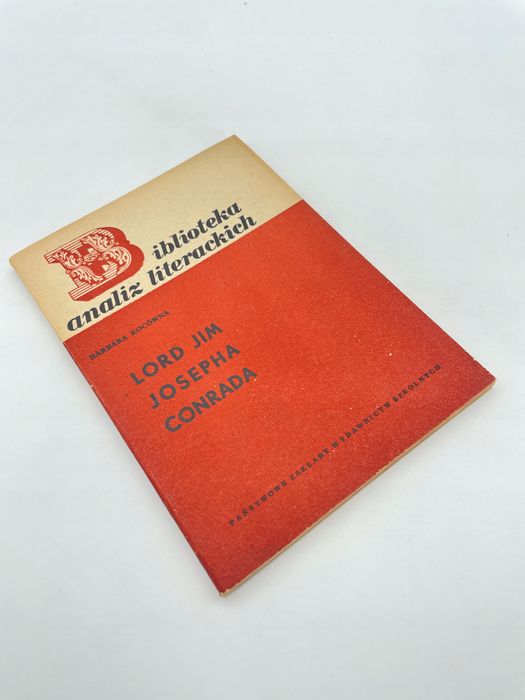 Biblioteka
analiz literackich
BARBARA KOCÓWNA
LORD JIM
JOSEPHA
CONRADA
PAŃSTWOWE ZAKŁADY WYDAWNICTW SZKOLNYCH